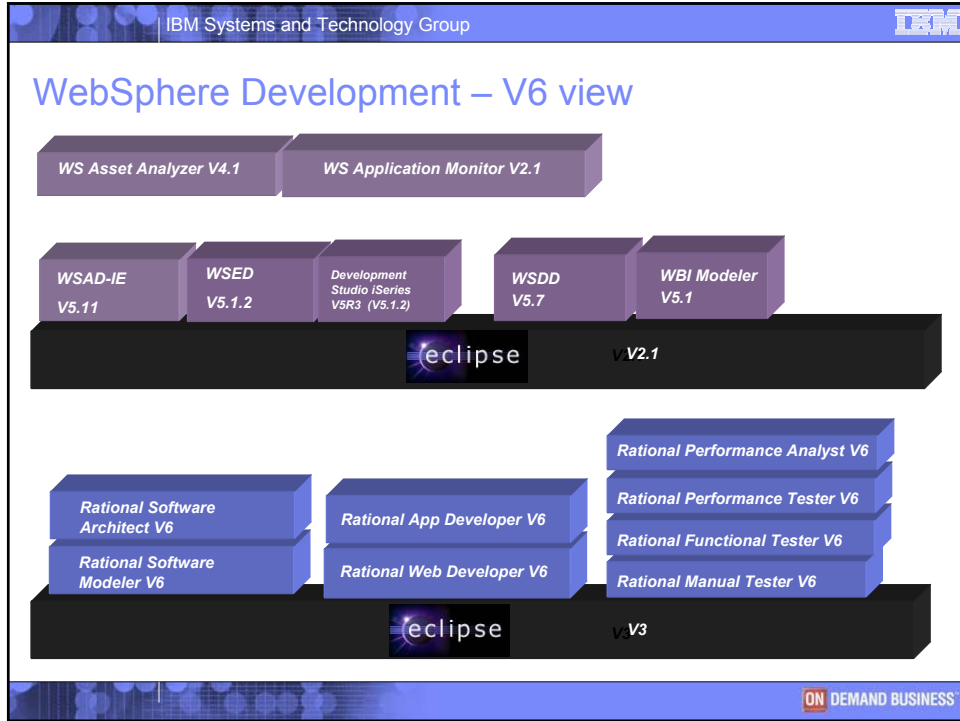 IBM Systems and Technology Group
IBM
WebSphere Development – V6 view
WS Asset Analyzer V4.1
WS Application Monitor V2.1
WSAD-IE
V5.11
WSED
V5.1.2
Development
Studio iSeries
V5R3 (V5.1.2)
WSDD
V5.7
WBI Modeler
V5.1
eclipse
V2.1
Rational Software
Architect V6
Rational Software
Modeler V6
Rational App Developer V6
Rational Web Developer V6
Rational Performance Analyst V6
Rational Performance Tester V6
Rational Functional Tester V6
Rational Manual Tester V6
eclipse
V3
ON DEMAND BUSINESS™